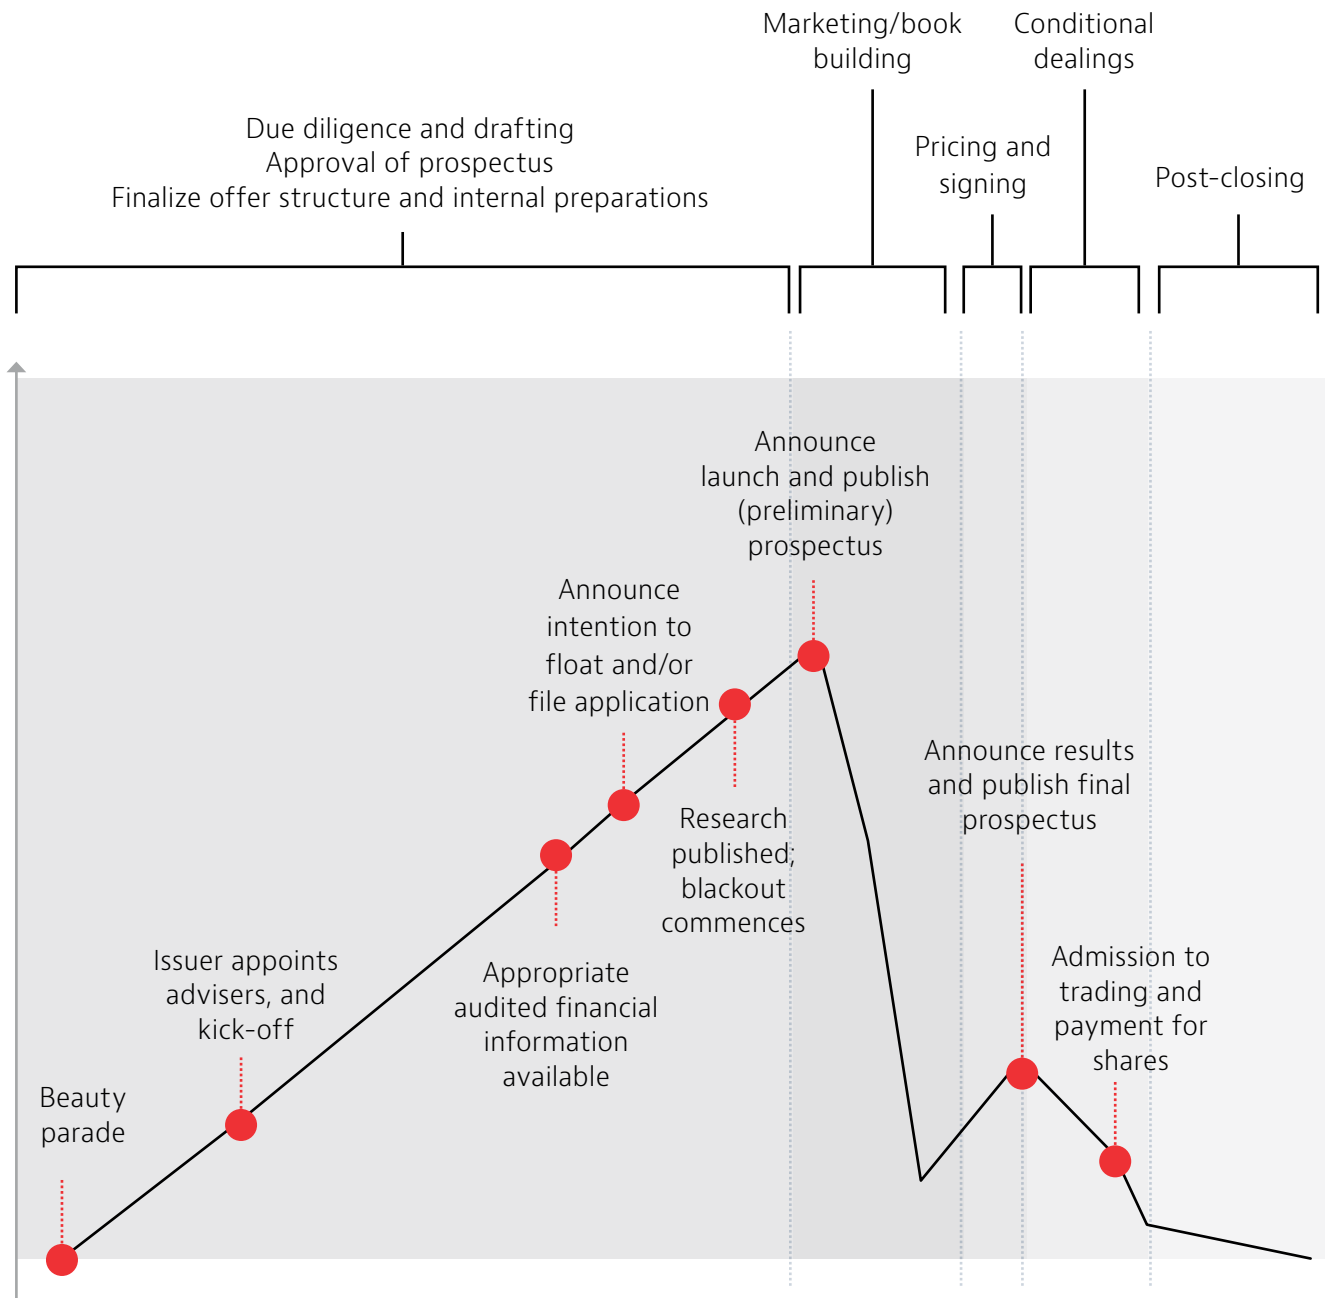 Marketing/book
building
Conditional
dealings
Due diligence and drafting
Approval of prospectus
Finalize offer structure and internal preparations
Pricing and
signing
Post-closing
Announce
launch and publish
(preliminary)
prospectus
Announce
intention to
float and/or
file application
Announce results
and publish final
prospectus
Research
published;
blackout
commences
Issuer appoints
advisers, and
kick-off
Appropriate
audited financial
information
available
Admission to
trading and
payment for
shares
Beauty
parade